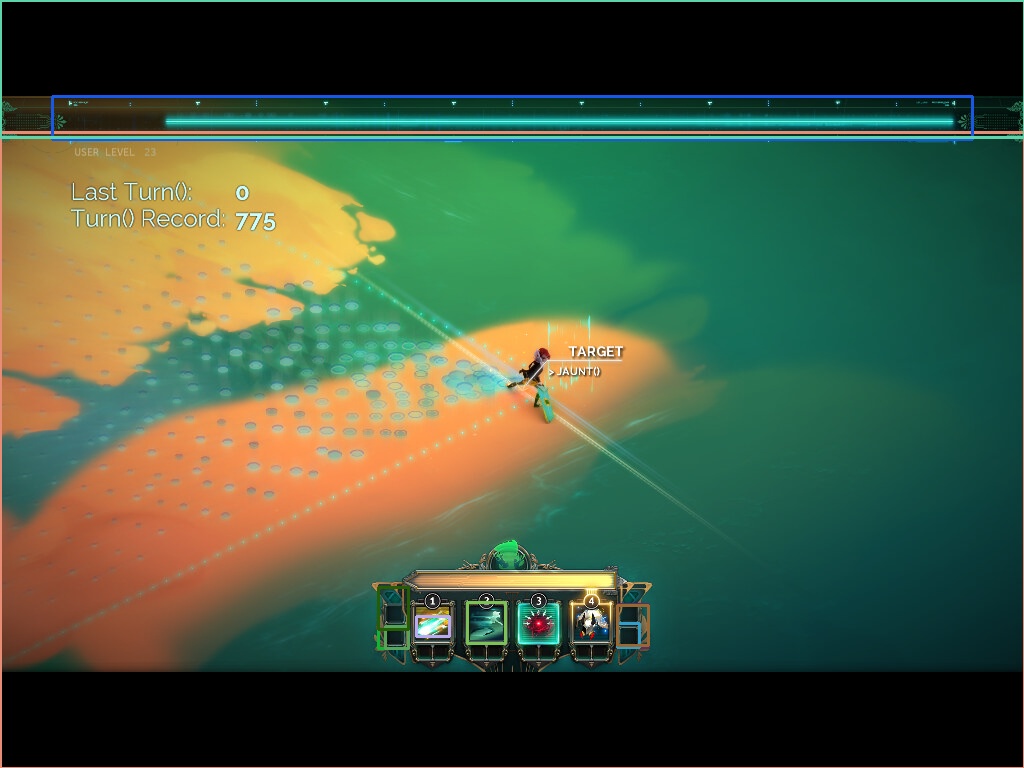 USER LEVEL 23
Last Turn(): 0
Turn() Record: 775
TARGET
> JAUNT()
1 2 3 4